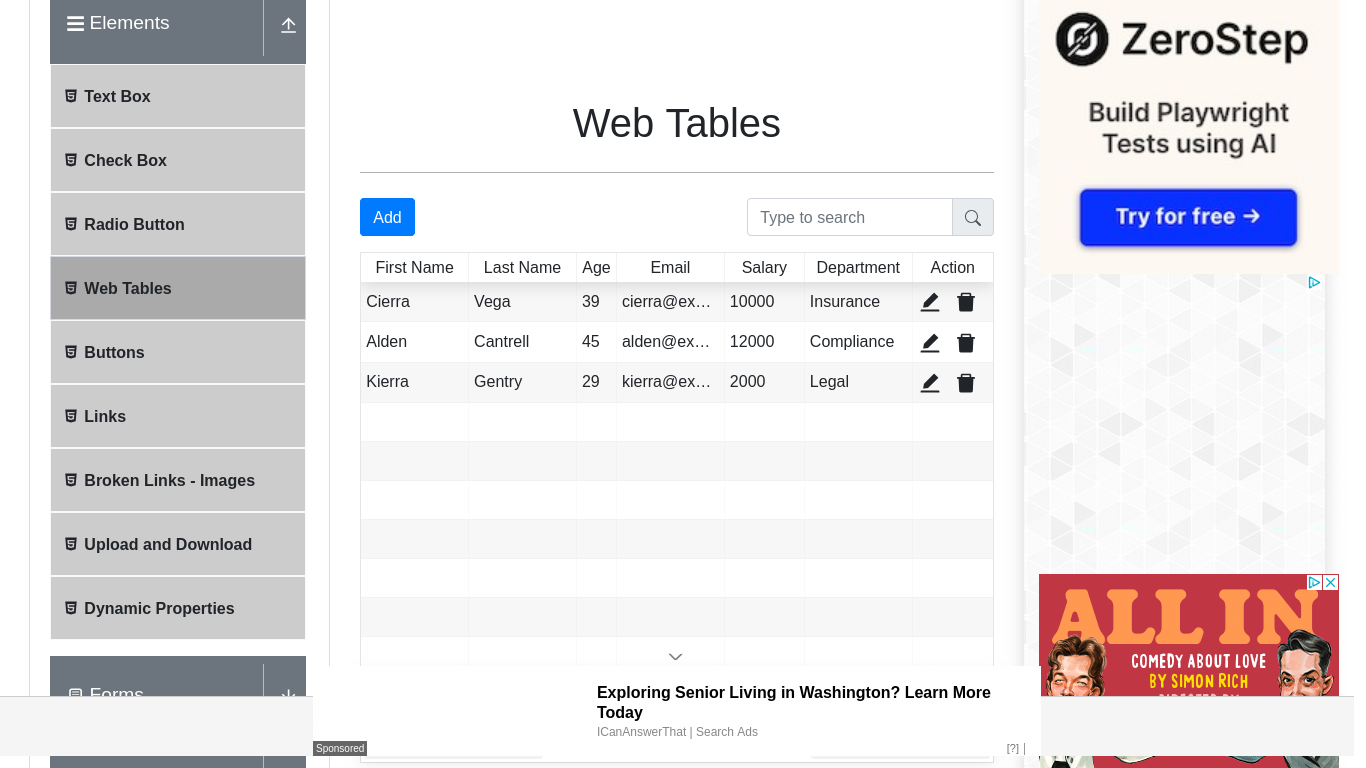 Elements
Text Box
Check Box
Radio Button
Web Tables
Buttons
Links
Broken Links - Images
Upload and Download
Dynamic Properties
Forms
Web Tables
Add
Type to search
First Name Last Name Age Email Salary Department Action
Cierra Vega 39 cierra@ex… 10000 Insurance
Alden Cantrell 45 alden@ex… 12000 Compliance
Kierra Gentry 29 kierra@ex… 2000 Legal
Exploring Senior Living in Washington? Learn More
Today
ICanAnswerThat | Search Ads
Sponsored
[?]
ZeroStep
Build Playwright
Tests using AI
Try for free →
ALL IN
COMEDY ABOUT LOVE
BY SIMON RICH
DIRECTED BY